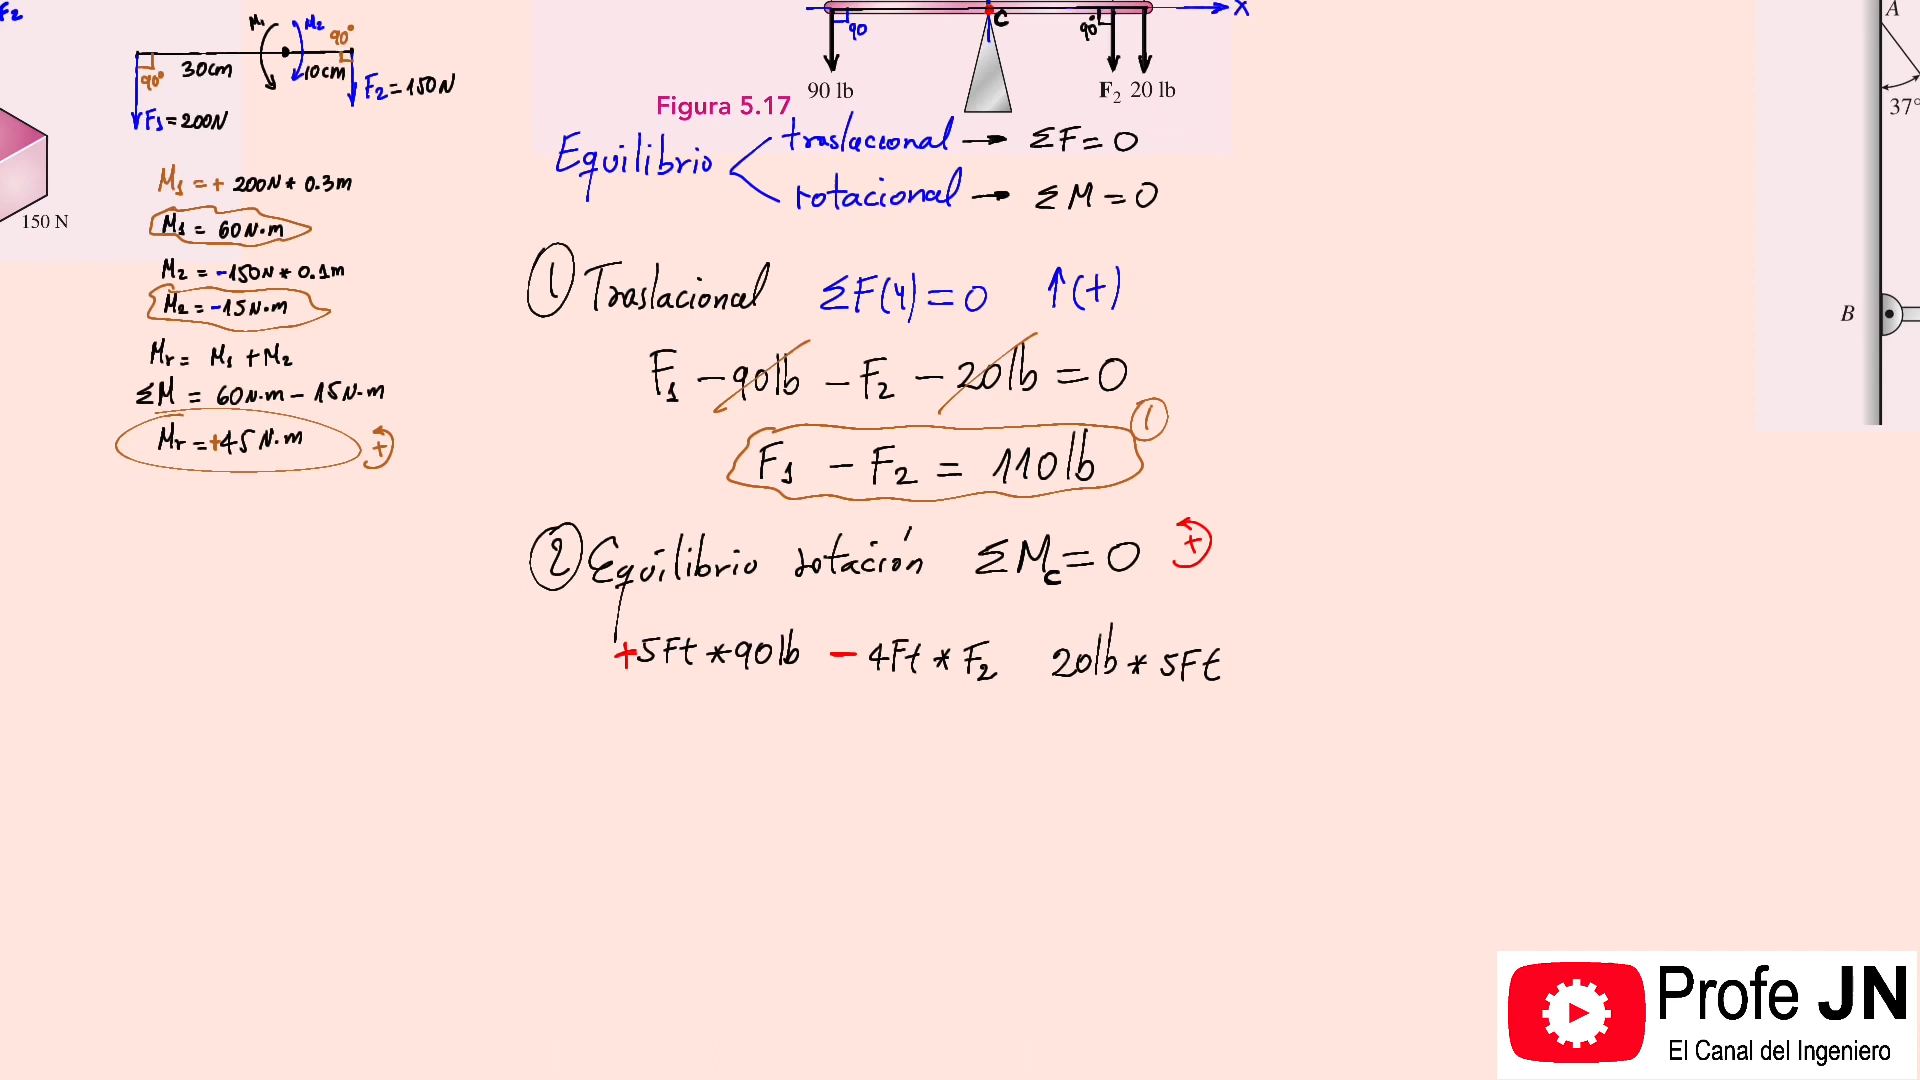 F2
M1 M2
90° 30cm 10cm 90°
F1=200N
F2=150N
150 N
M1 = + 200N * 0.3m
M1 = 60N·m
M2 = -150N * 0.1m
M2 = -15N·m
Mr = M1 + M2
ΣM = 60N·m - 15N·m
Mr = +45N·m +
x
C
90 90°
90 lb F2 20 lb
Figura 5.17
Equilibrio traslacional → ΣF = 0
rotacional → ΣM = 0
① Traslacional ΣF(y) = 0 ↑(+)
F1 - 90lb - F2 - 20lb = 0
F1 - F2 = 110lb ①
② Equilibrio rotación ΣMc = 0 +
+5Ft * 90lb - 4Ft * F2 20lb * 5Ft
A
37°
B
Profe JN
El Canal del Ingeniero